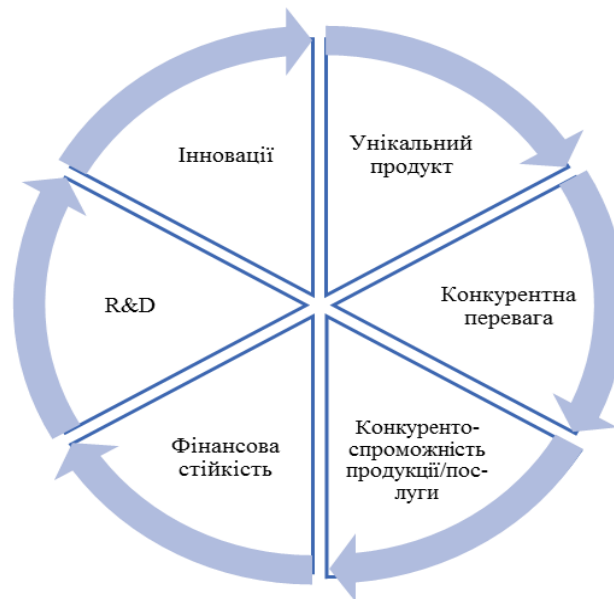 Інновації
Унікальний
продукт
R&D
Конкурентна
перевага
Фінансова
стійкість
Конкуренто-
спроможність
продукції/пос-
луги